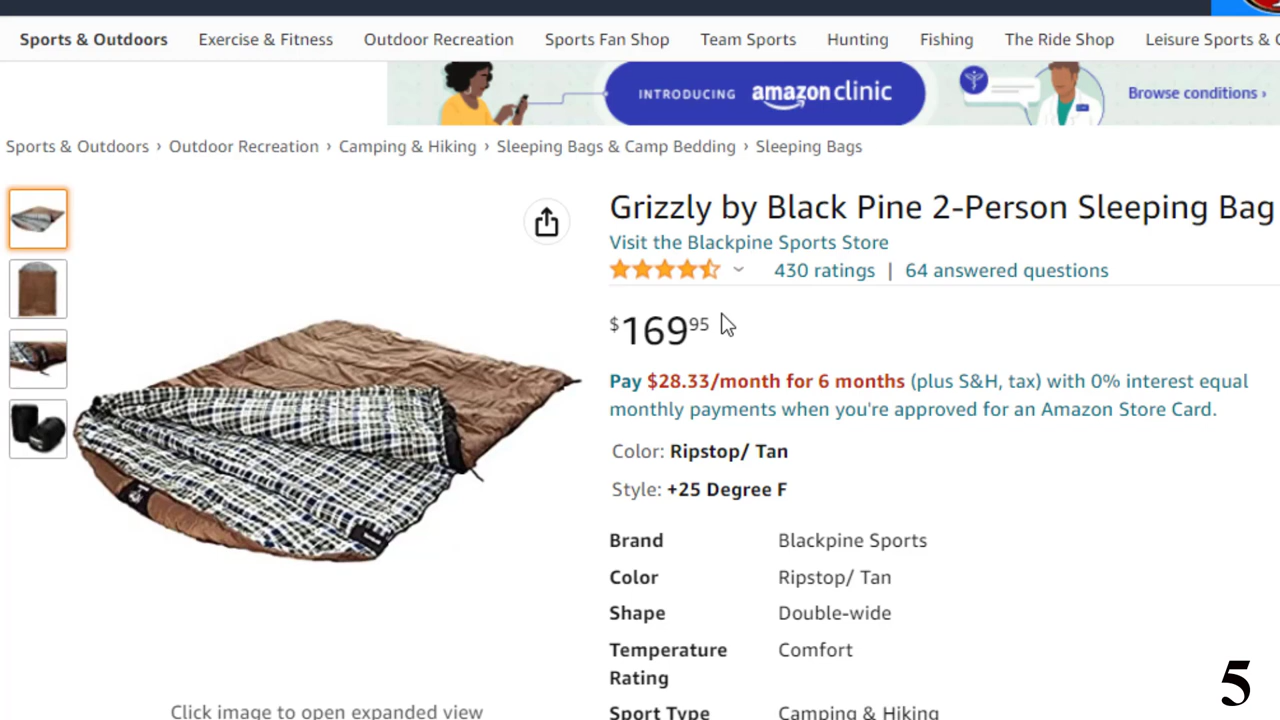 Sports & Outdoors Exercise & Fitness Outdoor Recreation Sports Fan Shop Team Sports Hunting Fishing The Ride Shop Leisure Sports &
INTRODUCING amazon clinic Browse conditions ›
Sports & Outdoors › Outdoor Recreation › Camping & Hiking › Sleeping Bags & Camp Bedding › Sleeping Bags
Grizzly by Black Pine 2-Person Sleeping Bag
Visit the Blackpine Sports Store
430 ratings | 64 answered questions
$169 95
Pay $28.33/month for 6 months (plus S&H, tax) with 0% interest equal
monthly payments when you're approved for an Amazon Store Card.
Color: Ripstop/ Tan
Style: +25 Degree F
Brand Blackpine Sports
Color Ripstop/ Tan
Shape Double-wide
Temperature Comfort
Rating
Sport Type Camping & Hiking
Click image to open expanded view
5